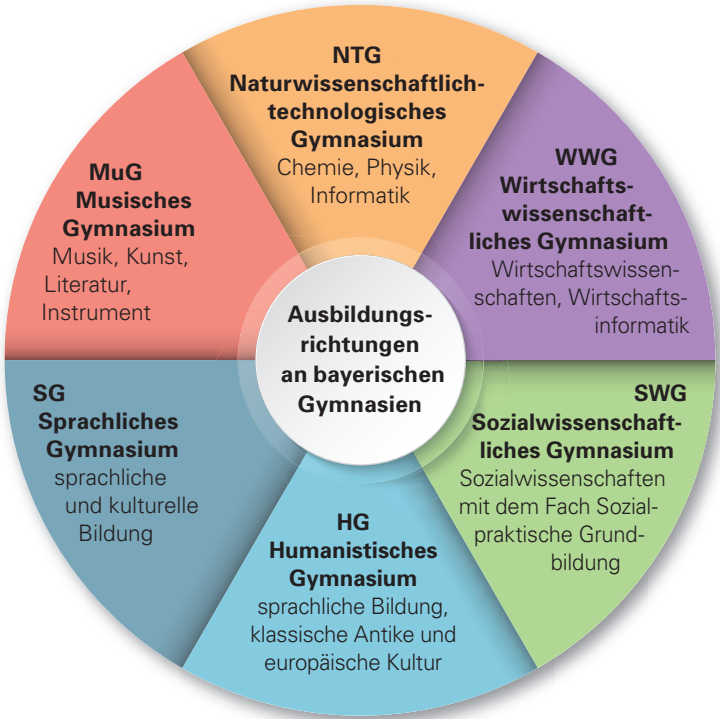 NTG
Naturwissenschaftlich-
technologisches
Gymnasium
Chemie, Physik,
Informatik
WWG
Wirtschafts-
wissenschaft-
liches Gymnasium
Wirtschaftswissen-
schaften, Wirtschafts-
informatik
SWG
Sozialwissenschaft-
liches Gymnasium
Sozialwissenschaften
mit dem Fach Sozial-
praktische Grund-
bildung
HG
Humanistisches
Gymnasium
sprachliche Bildung,
klassische Antike und
europäische Kultur
SG
Sprachliches
Gymnasium
sprachliche
und kulturelle
Bildung
MuG
Musisches
Gymnasium
Musik, Kunst,
Literatur,
Instrument
Ausbildungs-
richtungen
an bayerischen
Gymnasien